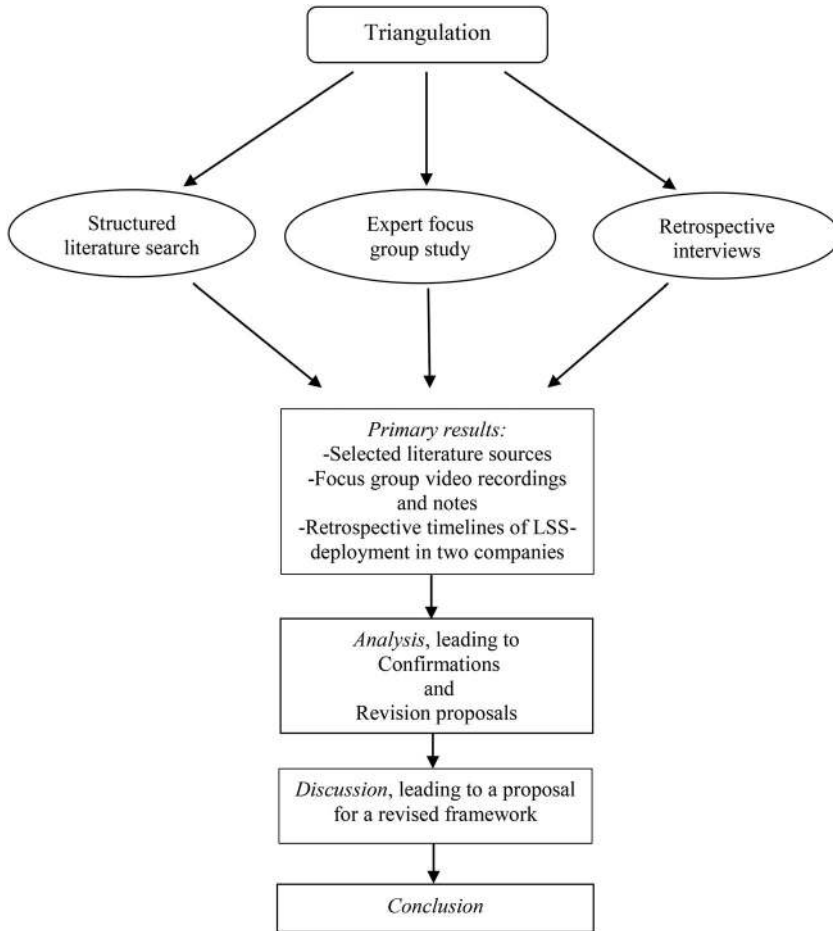 Triangulation
Structured
literature search
Expert focus
group study
Retrospective
interviews
Primary results:
-Selected literature sources
-Focus group video recordings
and notes
-Retrospective timelines of LSS-
deployment in two companies
Analysis, leading to
Confirmations
and
Revision proposals
Discussion, leading to a proposal
for a revised framework
Conclusion